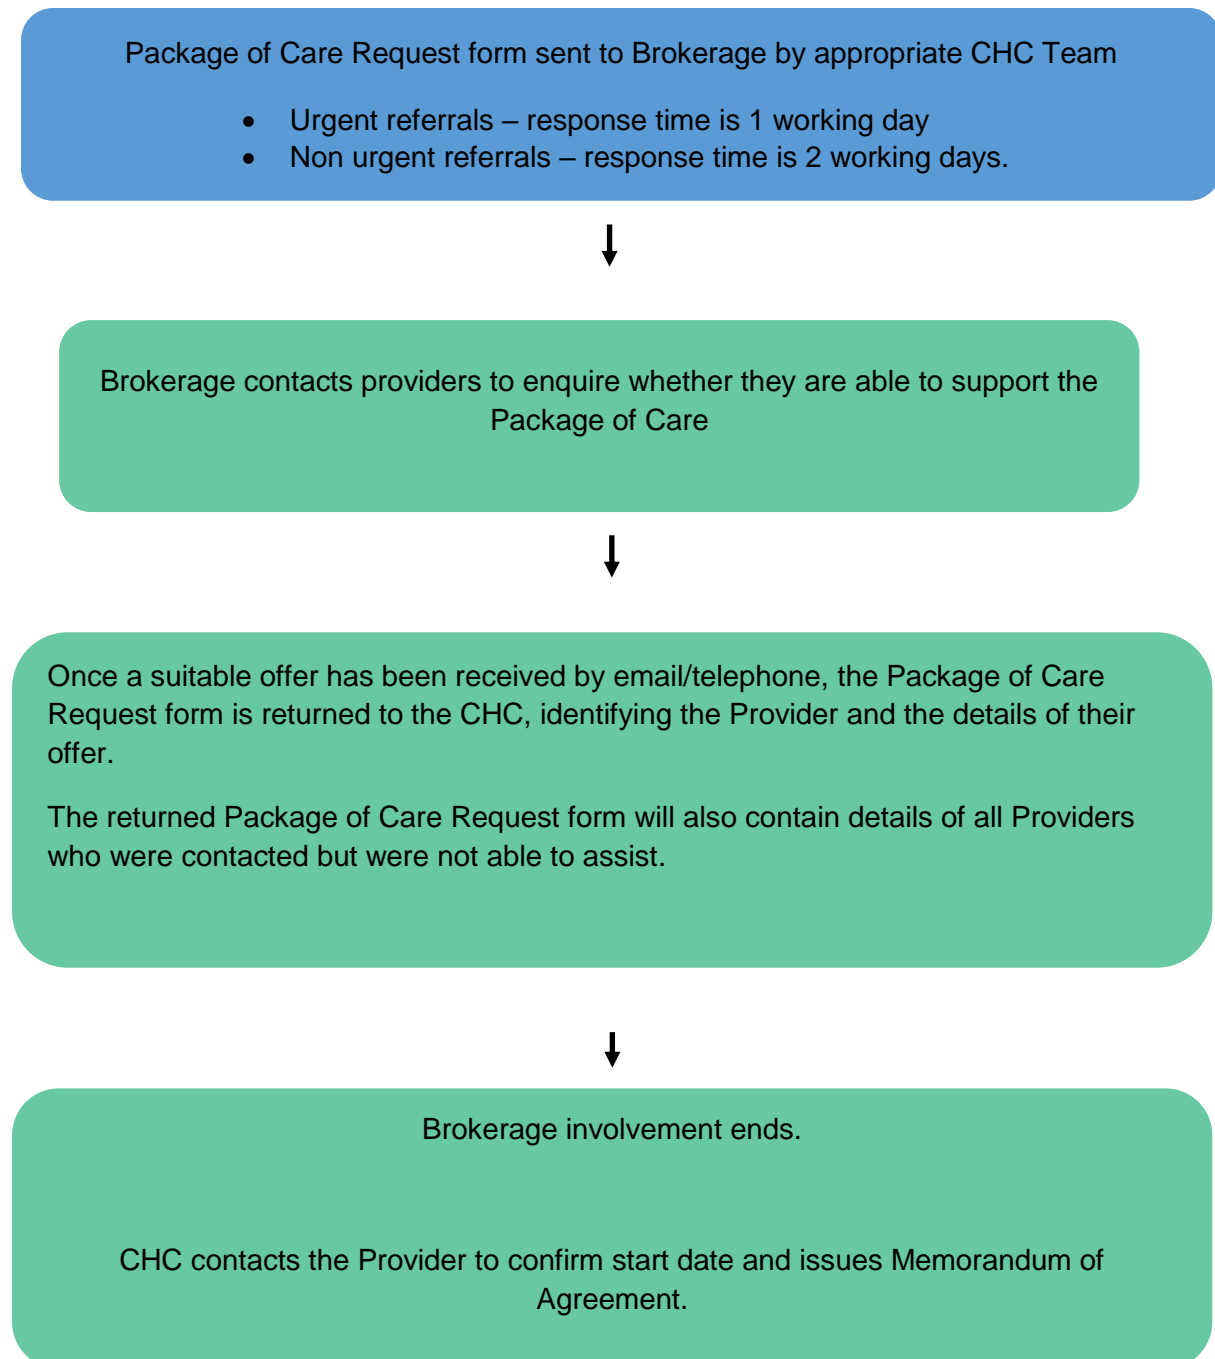 Package of Care Request form sent to Brokerage by appropriate CHC Team
• Urgent referrals – response time is 1 working day
• Non urgent referrals – response time is 2 working days.
Brokerage contacts providers to enquire whether they are able to support the
Package of Care
Once a suitable offer has been received by email/telephone, the Package of Care
Request form is returned to the CHC, identifying the Provider and the details of their
offer.
The returned Package of Care Request form will also contain details of all Providers
who were contacted but were not able to assist.
Brokerage involvement ends.
CHC contacts the Provider to confirm start date and issues Memorandum of
Agreement.